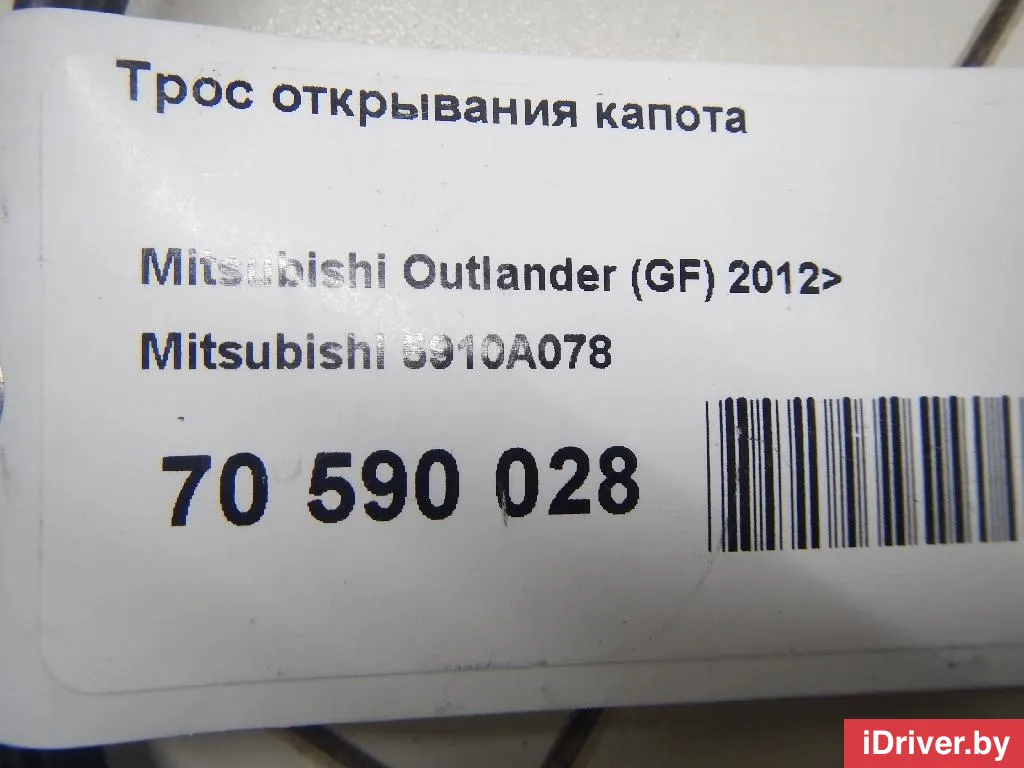 Трос открывания капота
Mitsubishi Outlander (GF) 2012>
Mitsubishi 5910A078
70 590 028
iDriver.by